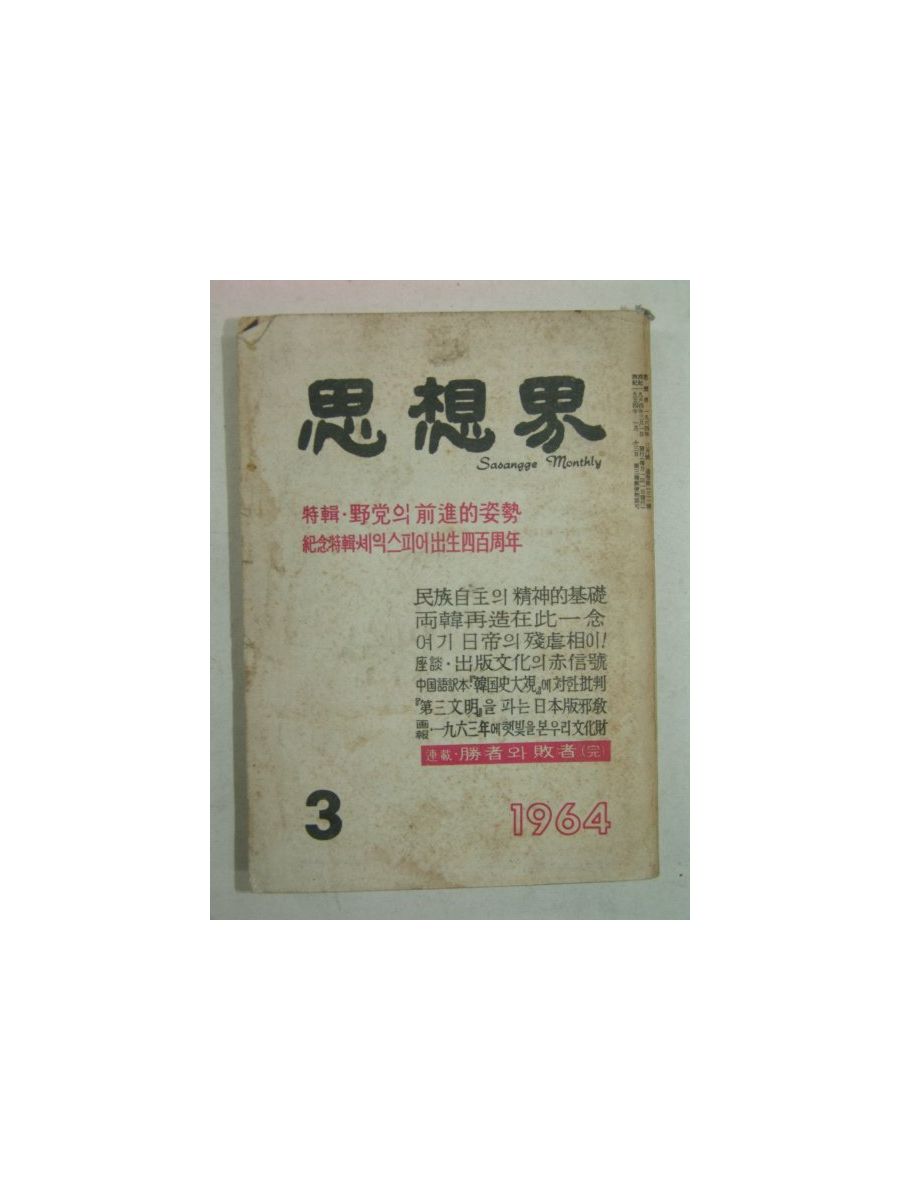 思想界
Sasangge Monthly
特輯·野党의 前進的姿勢
紀念特輯·셰익스피어出生四百周年
民族自主의 精神的基礎
両韓再造在此一念
여기 日帝의 殘虐相이!
座談·出版文化의 赤信號
中国語訳本『韓国史大視』에 対한 批判
『第三文明』을 파는 日本版邪敎
画報·一九六三年에 햇빛을 본 우리 文化財
連載·勝者와 敗者(完)
3
1964